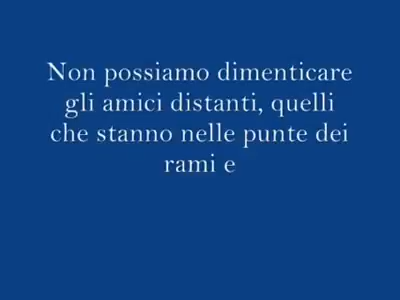 Non possiamo dimenticare
gli amici distanti, quelli
che stanno nelle punte dei
rami e